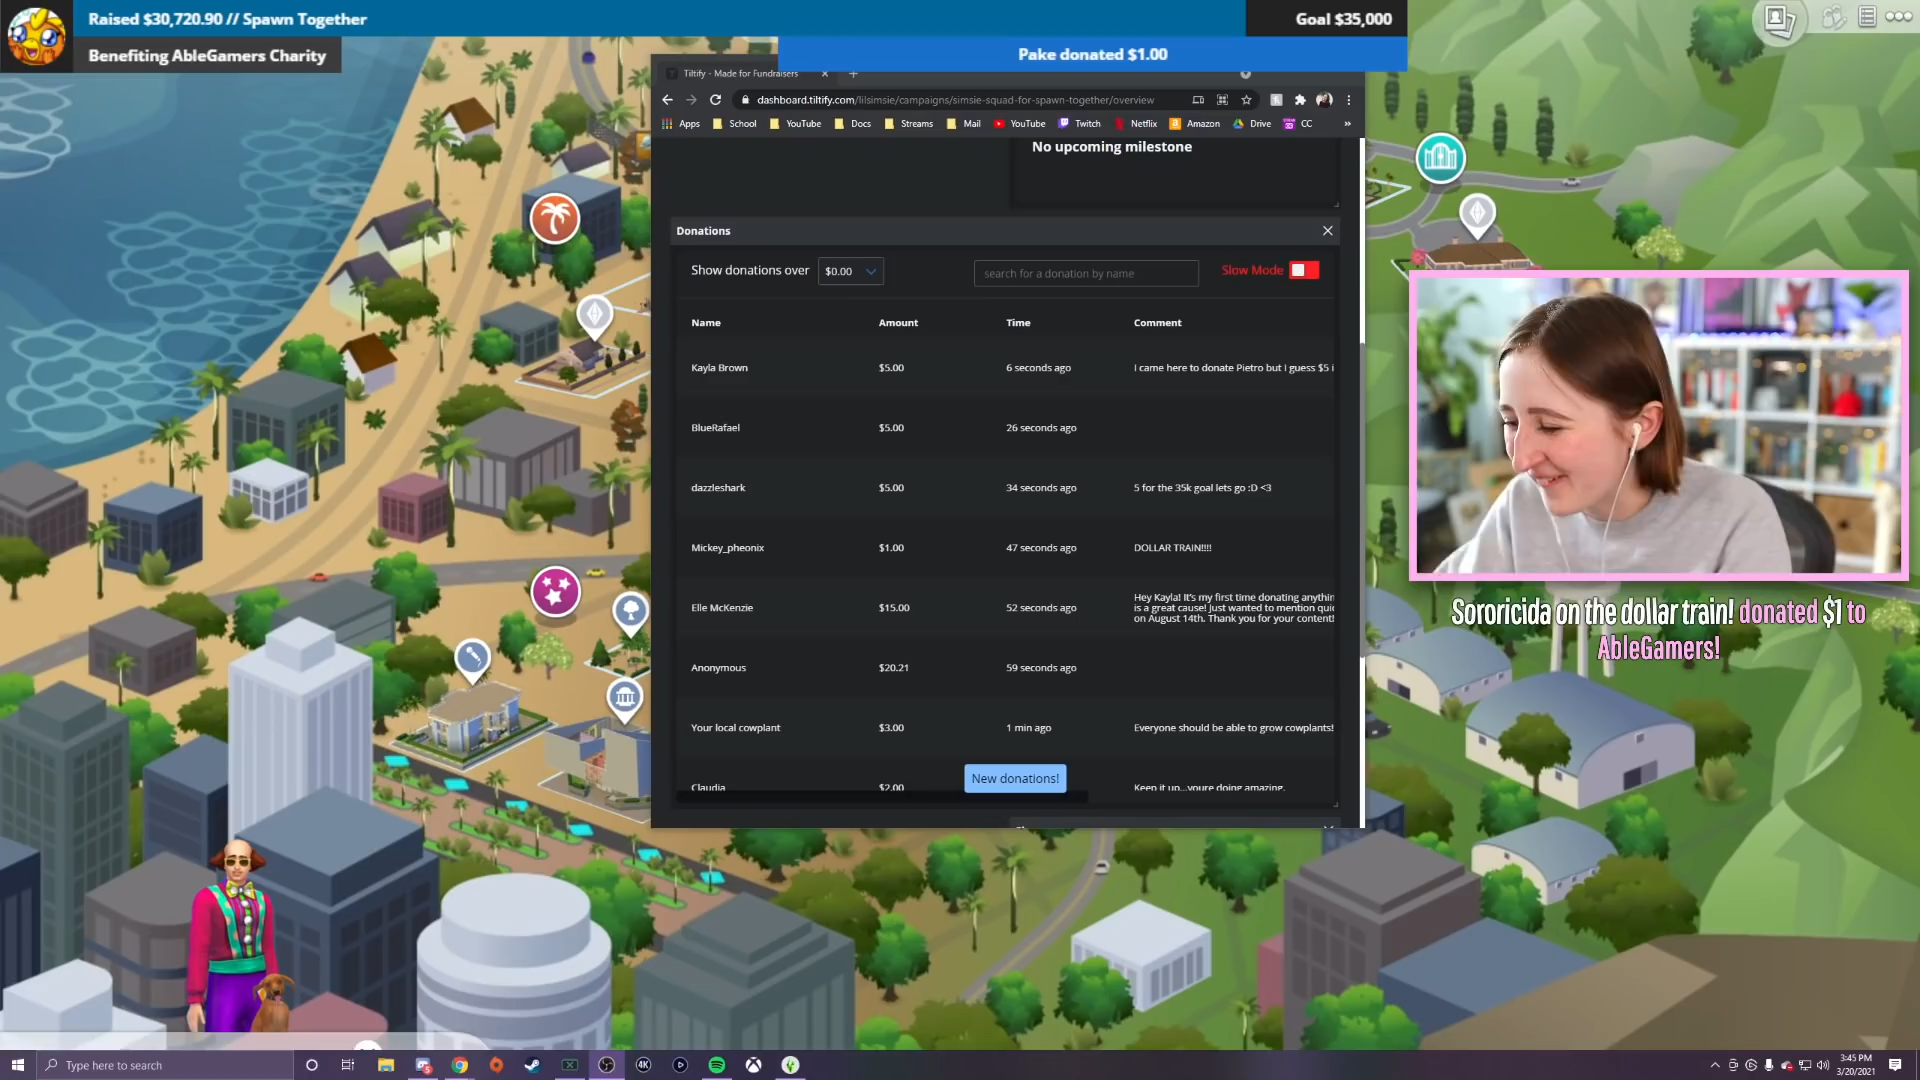 Raised $30,720.90 // Spawn Together
Goal $35,000
Benefiting AbleGamers Charity
Pake donated $1.00
Tiltify - Made for Fundraisers
dashboard.tiltify.com/lilsimsie/campaigns/simsie-squad-for-spawn-together/overview
Apps School YouTube Docs Streams Mail YouTube Twitch Netflix Amazon Drive CC »
No upcoming milestone
Donations
Show donations over $0.00 search for a donation by name Slow Mode
Name Amount Time Comment
Kayla Brown $5.00 6 seconds ago I came here to donate Pietro but I guess $5 i
BlueRafael $5.00 26 seconds ago
dazzleshark $5.00 34 seconds ago 5 for the 35k goal lets go :D <3
Mickey_pheonix $1.00 47 seconds ago DOLLAR TRAIN!!!!
Elle McKenzie $15.00 52 seconds ago Hey Kayla! It's my first time donating anythin
is a great cause! Just wanted to mention quic
on August 14th. Thank you for your content!
Anonymous $20.21 59 seconds ago
Your local cowplant $3.00 1 min ago Everyone should be able to grow cowplants!
New donations!
Claudia $2.00 Keep it up...youre doing amazing.
Sororicida on the dollar train! donated $1 to
AbleGamers!
Type here to search
4K
3:45 PM
3/20/2021